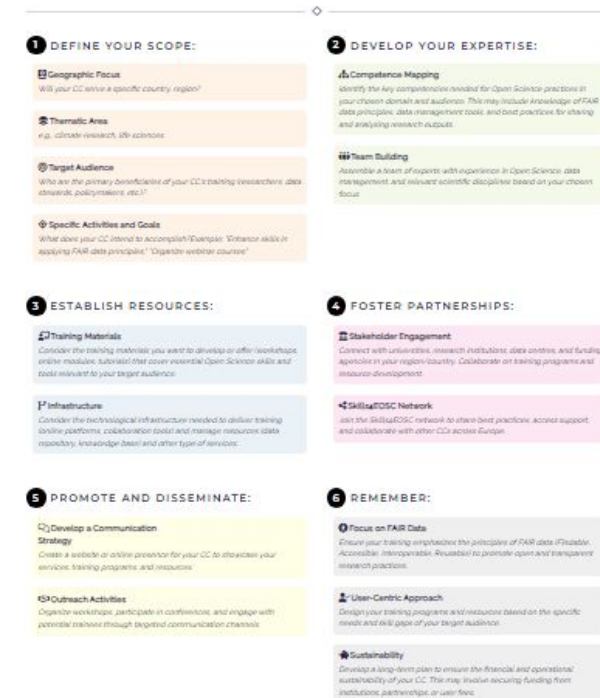 1 DEFINE YOUR SCOPE:
Geographic Focus
Will your CC serve a specific country, region?
Thematic Area
e.g., climate research, life sciences
Target Audience
Who are the primary beneficiaries of your CC's training (researchers, data
stewards, policymakers, etc.)?
Specific Activities and Goals
What does your CC intend to accomplish? Example: "Enhance skills in
applying FAIR data principles," "Organize webinar courses"
2 DEVELOP YOUR EXPERTISE:
Competence Mapping
Identify the key competencies needed for Open Science practices in
your chosen domain and audience. This may include knowledge of FAIR
data principles, data management tools, and best practices for sharing
and analysing research outputs.
Team Building
Assemble a team of experts with experience in Open Science, data
management, and relevant scientific disciplines based on your chosen
focus
3 ESTABLISH RESOURCES:
Training Materials
Consider the training materials you want to develop or offer (workshops,
online modules, tutorials) that cover essential Open Science skills and
tools relevant to your target audience.
Infrastructure
Consider the technological infrastructure needed to deliver training
(online platforms, collaboration tools) and manage resources (data
repository, knowledge base) and other type of services.
4 FOSTER PARTNERSHIPS:
Stakeholder Engagement
Connect with universities, research institutions, data centres, and funding
agencies in your region/country. Collaborate on training programs and
resource development.
Skills4EOSC Network
Join the Skills4EOSC network to share best practices, access support,
and collaborate with other CCs across Europe.
5 PROMOTE AND DISSEMINATE:
Develop a Communication
Strategy
Create a website or online presence for your CC to showcase your
services, training programs, and resources.
Outreach Activities
Organize workshops, participate in conferences, and engage with
potential trainees through targeted communication channels
6 REMEMBER:
Focus on FAIR Data
Ensure your training emphasizes the principles of FAIR data (Findable,
Accessible, Interoperable, Reusable) to promote open and transparent
research practices.
User-Centric Approach
Design your training programs and resources based on the specific
needs and skill gaps of your target audience.
Sustainability
Develop a long-term plan to ensure the financial and operational
sustainability of your CC. This may involve securing funding from
institutions, partnerships, or user fees.